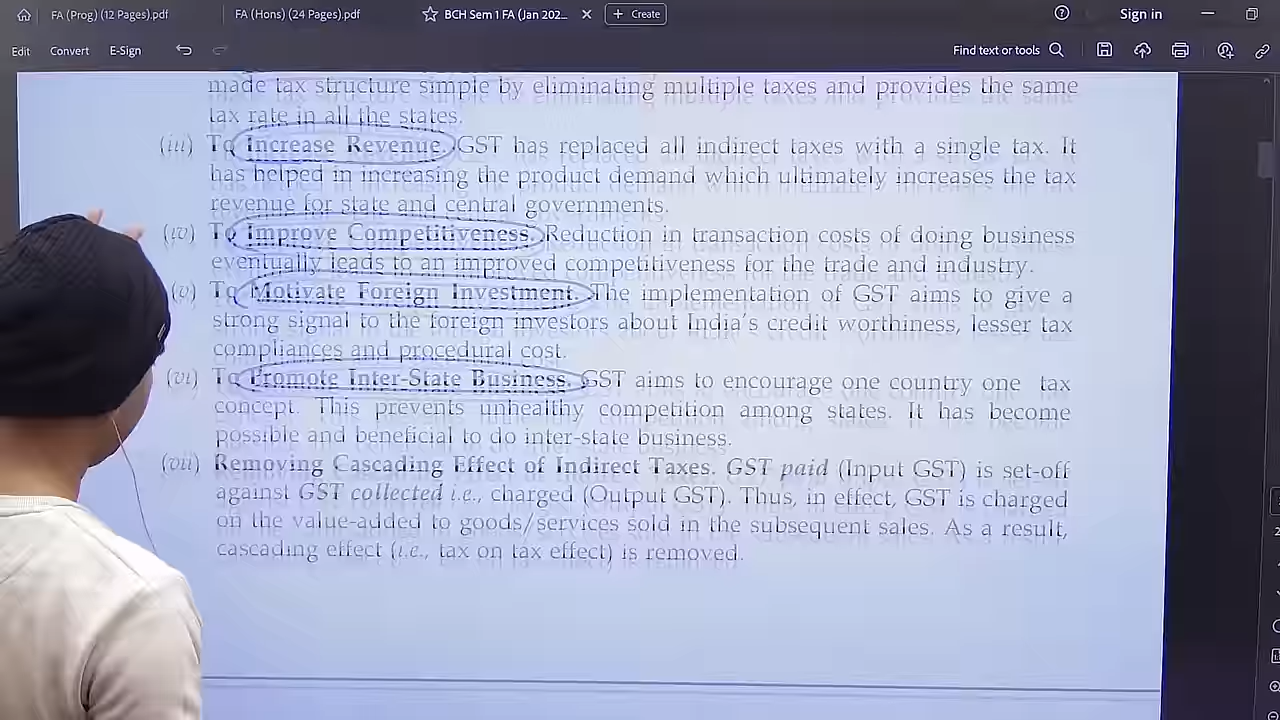 FA (Prog) (12 Pages).pdf
FA (Hons) (24 Pages).pdf
BCH Sem 1 FA (Jan 202...
+ Create
Sign in
Edit
Convert
E-Sign
Find text or tools
made tax structure simple by eliminating multiple taxes and provides the same
tax rate in all the states.
(iii) To Increase Revenue. GST has replaced all indirect taxes with a single tax. It
has helped in increasing the product demand which ultimately increases the tax
revenue for state and central governments.
(iv) To Improve Competitiveness. Reduction in transaction costs of doing business
eventually leads to an improved competitiveness for the trade and industry.
(v) To Motivate Foreign Investment. The implementation of GST aims to give a
strong signal to the foreign investors about India's credit worthiness, lesser tax
compliances and procedural cost.
(vi) To Promote Inter-State Business. GST aims to encourage one country one tax
concept. This prevents unhealthy competition among states. It has become
possible and beneficial to do inter-state business.
(vii) Removing Cascading Effect of Indirect Taxes. GST paid (Input GST) is set-off
against GST collected i.e., charged (Output GST). Thus, in effect, GST is charged
on the value-added to goods/services sold in the subsequent sales. As a result,
cascading effect (i.e., tax on tax effect) is removed.